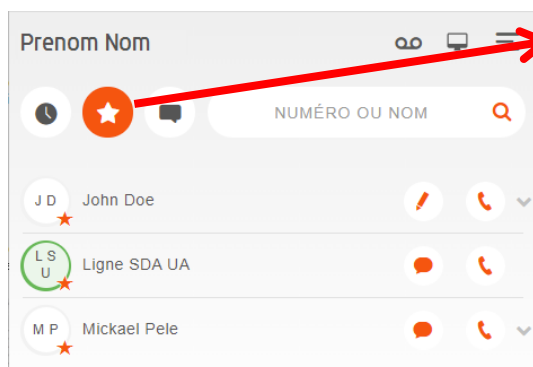 Prenom Nom
NUMÉRO OU NOM
J D John Doe
L S
U Ligne SDA UA
M P Mickael Pele